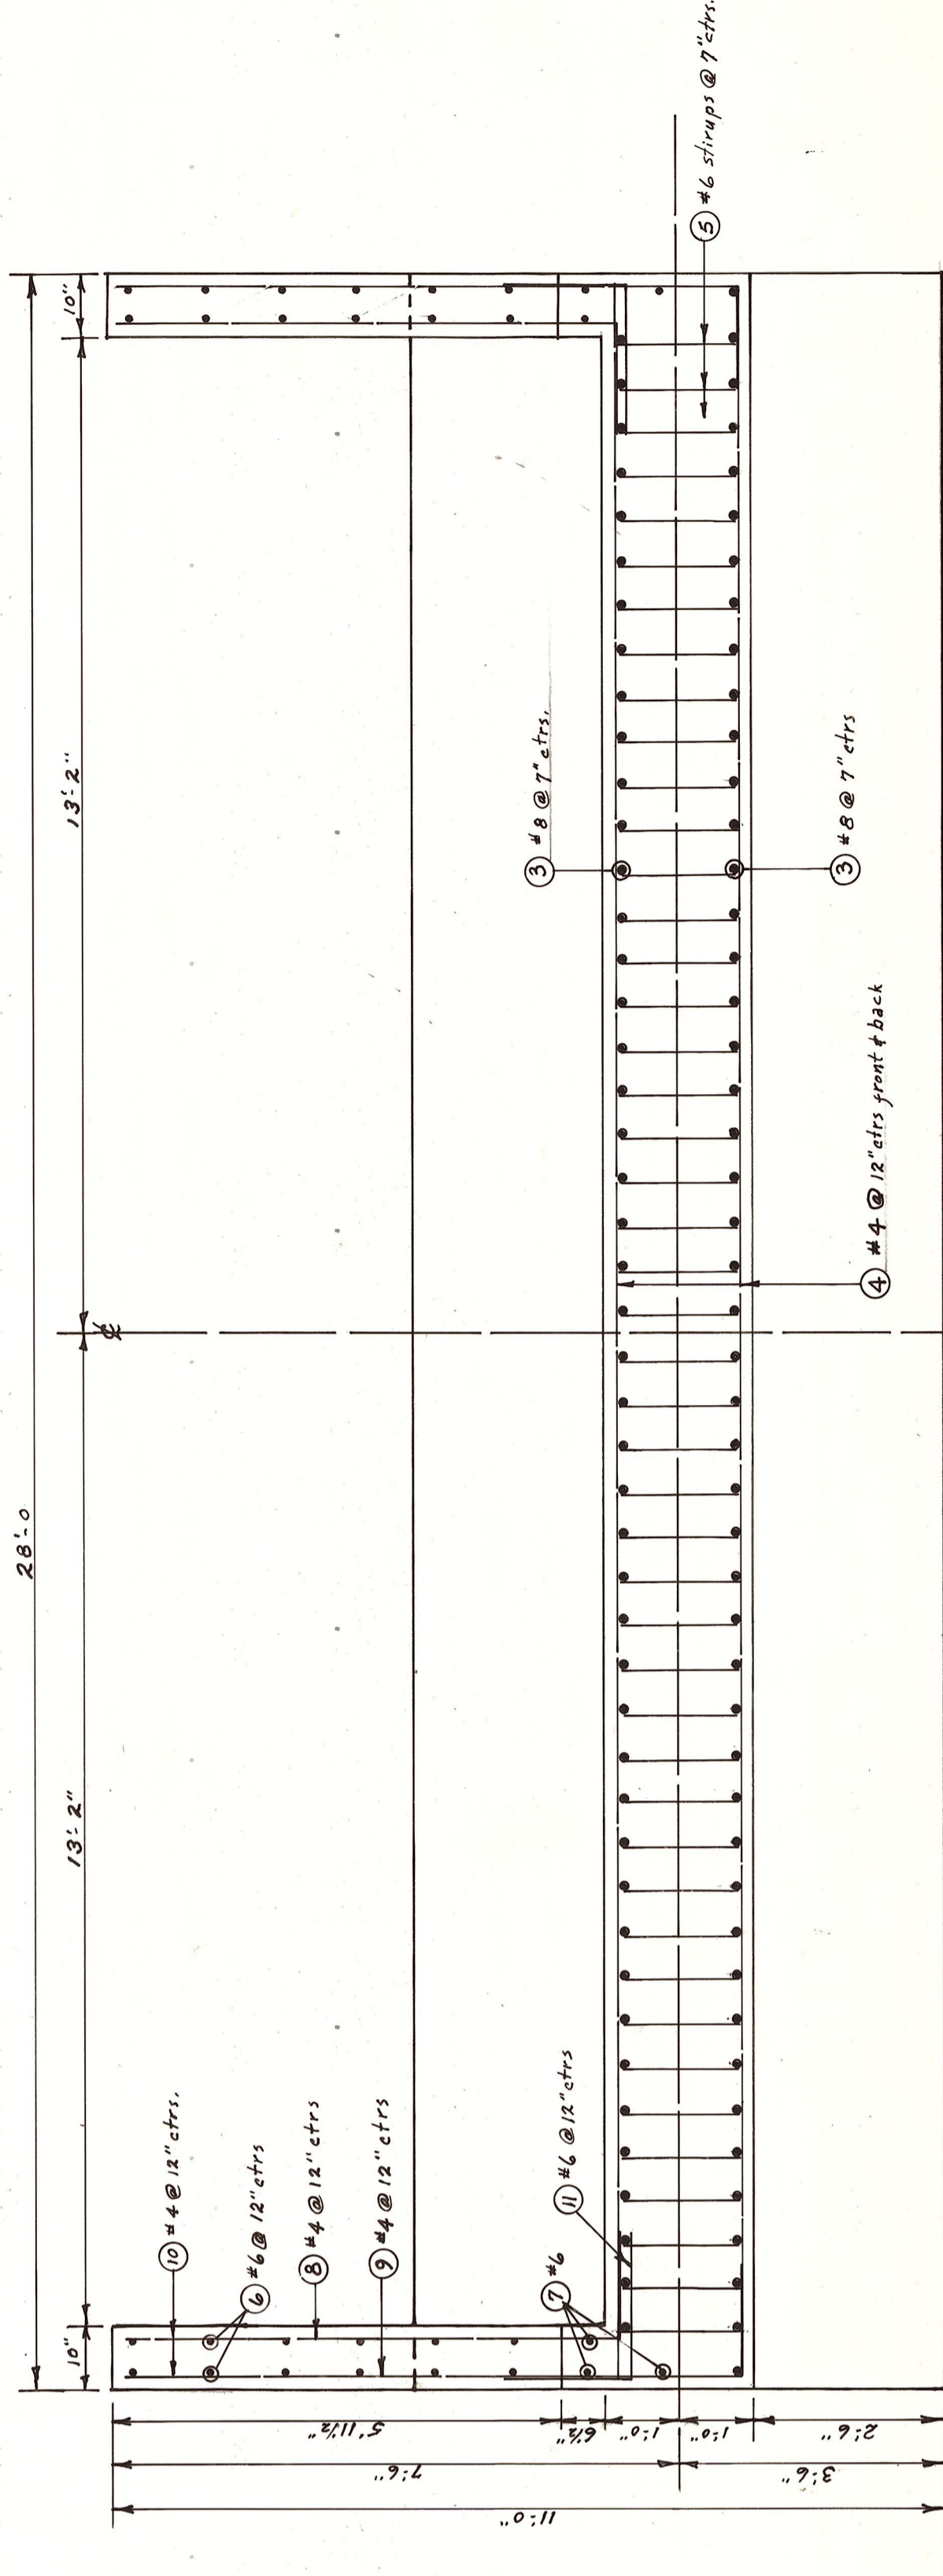 28'-0
10"
13'-2"
13'-2"
10"
⑩ #4 @ 12" ctrs.
⑥ #6 @ 12" ctrs
⑧ #4 @ 12" ctrs
⑨ #4 @ 12" ctrs
⑦ #6
⑪ #6 @ 12" ctrs
③ #8 @ 7" ctrs.
③ #8 @ 7" ctrs
④ #4 @ 12" ctrs front & back
⑤ #6 stirups @ 7" ctrs.
℄
5'11½"
6½"
1'-0"
1'-0"
2'-6"
7'-6"
3'-6"
11'-0"